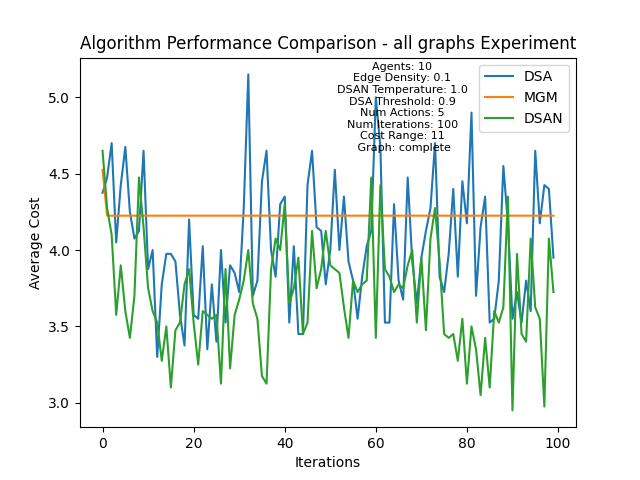 Algorithm Performance Comparison - all graphs Experiment
Agents: 10
Edge Density: 0.1
DSAN Temperature: 1.0
DSA Threshold: 0.9
Num Actions: 5
Num Iterations: 100
Cost Range: 11
Graph: complete
DSA
MGM
DSAN
Average Cost
5.0
4.5
4.0
3.5
3.0
0 20 40 60 80 100
Iterations